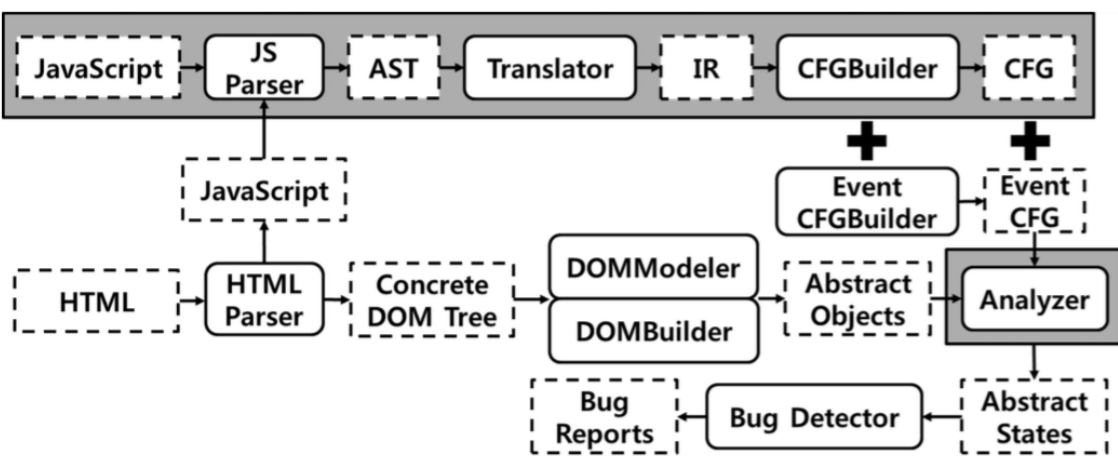 JavaScript
JS
Parser
AST
Translator
IR
CFGBuilder
CFG
JavaScript
Event
CFGBuilder
Event
CFG
HTML
HTML
Parser
Concrete
DOM Tree
DOMModeler
DOMBuilder
Abstract
Objects
Analyzer
Bug
Reports
Bug Detector
Abstract
States